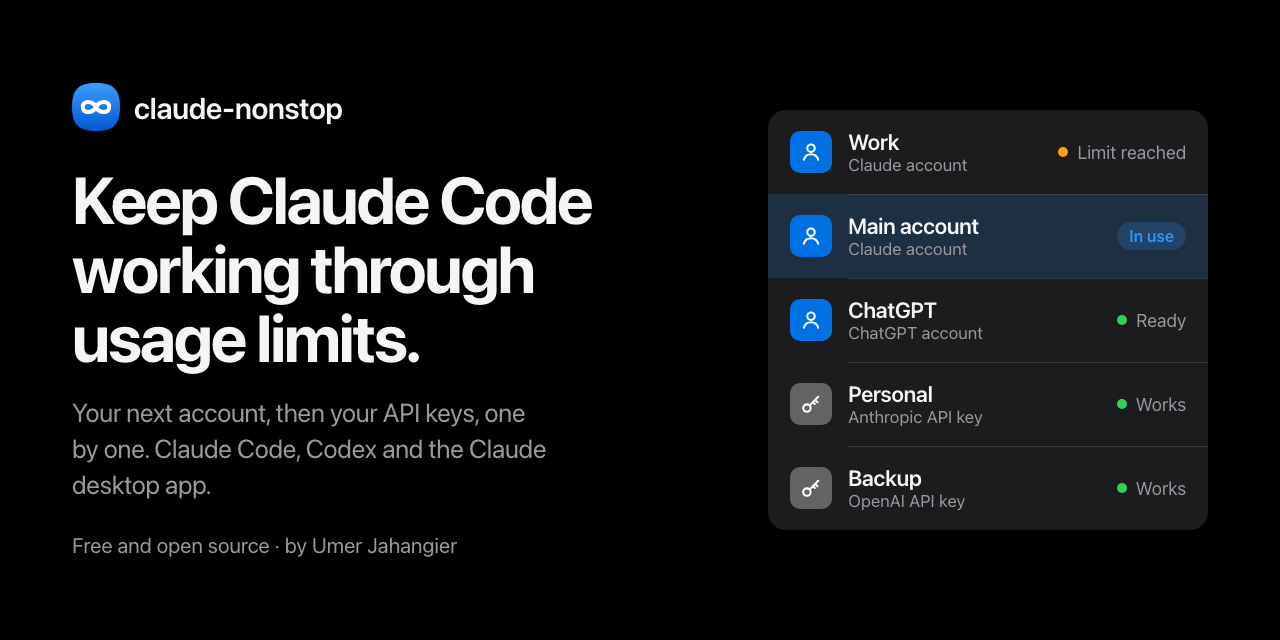 claude-nonstop
Keep Claude Code
working through
usage limits.
Your next account, then your API keys, one
by one. Claude Code, Codex and the Claude
desktop app.
Free and open source · by Umer Jahangier
Work
Claude account
Limit reached
Main account
Claude account
In use
ChatGPT
ChatGPT account
Ready
Personal
Anthropic API key
Works
Backup
OpenAI API key
Works